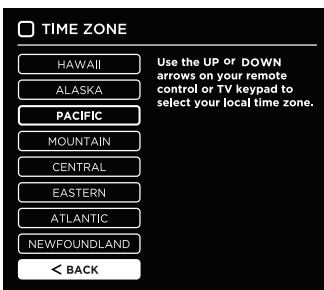 TIME ZONE
HAWAII
ALASKA
PACIFIC
MOUNTAIN
CENTRAL
EASTERN
ATLANTIC
NEWFOUNDLAND
< BACK
Use the UP or DOWN
arrows on your remote
control or TV keypad to
select your local time zone.